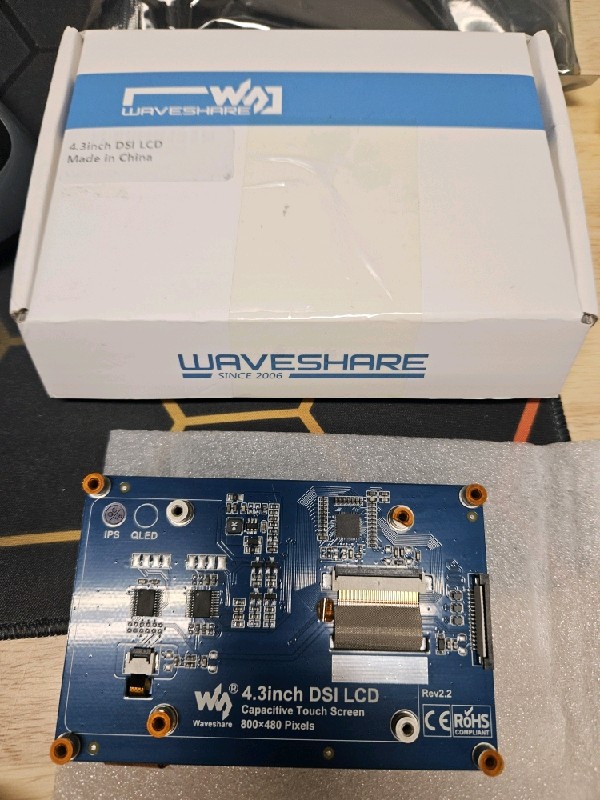 WAVESHARE
4.3inch DSI LCD
Made in China
WAVESHARE
SINCE 2006
IPS QLED
® 4.3inch DSI LCD
Capacitive Touch Screen
Waveshare 800×480 Pixels
Rev2.2
CE RoHS
COMPLIANT